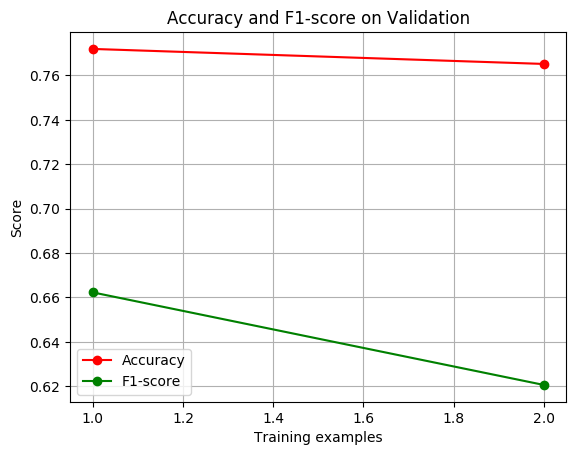 Accuracy and F1-score on Validation
Score
0.76
0.74
0.72
0.70
0.68
0.66
0.64
0.62
Accuracy
F1-score
1.0 1.2 1.4 1.6 1.8 2.0
Training examples